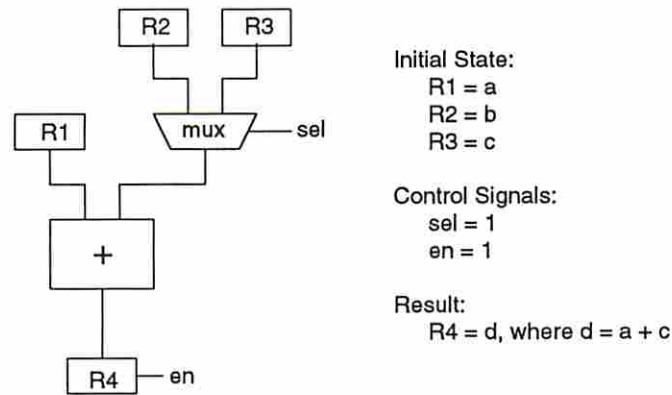 R2
R3
mux
sel
R1
+
R4
en
Initial State:
R1 = a
R2 = b
R3 = c
Control Signals:
sel = 1
en = 1
Result:
R4 = d, where d = a + c